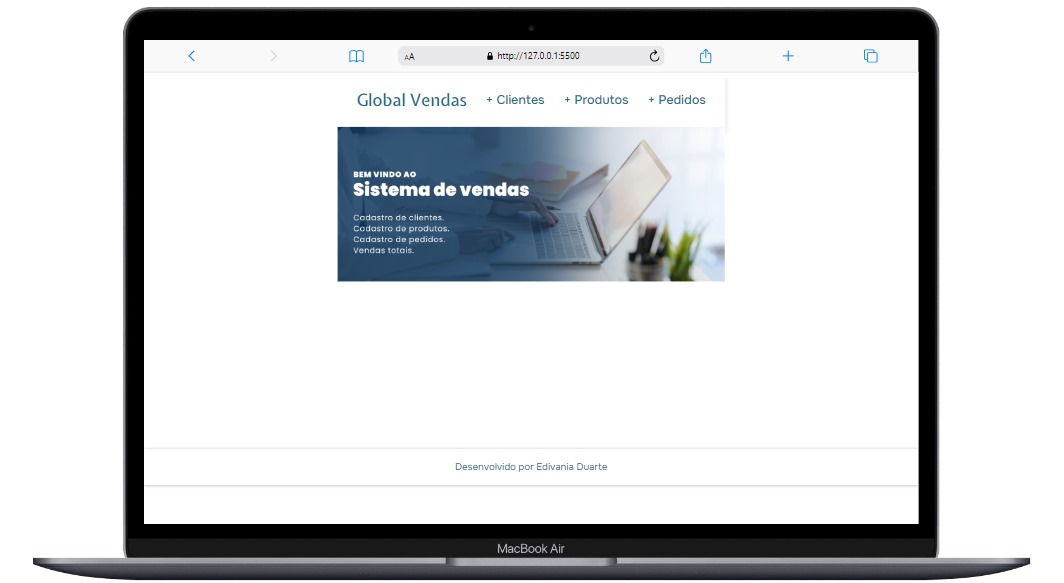 AA
http://127.0.0.1:5500
Global Vendas + Clientes + Produtos + Pedidos
BEM VINDO AO
Sistema de vendas
Cadastro de clientes.
Cadastro de produtos.
Cadastro de pedidos.
Vendas totais.
Desenvolvido por Edivania Duarte
MacBook Air